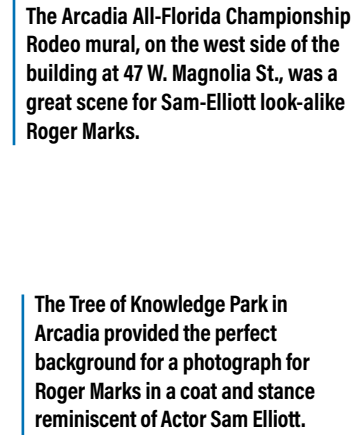 The Arcadia All-Florida Championship
Rodeo mural, on the west side of the
building at 47 W. Magnolia St., was a
great scene for Sam-Elliott look-alike
Roger Marks.
The Tree of Knowledge Park in
Arcadia provided the perfect
background for a photograph for
Roger Marks in a coat and stance
reminiscent of Actor Sam Elliott.